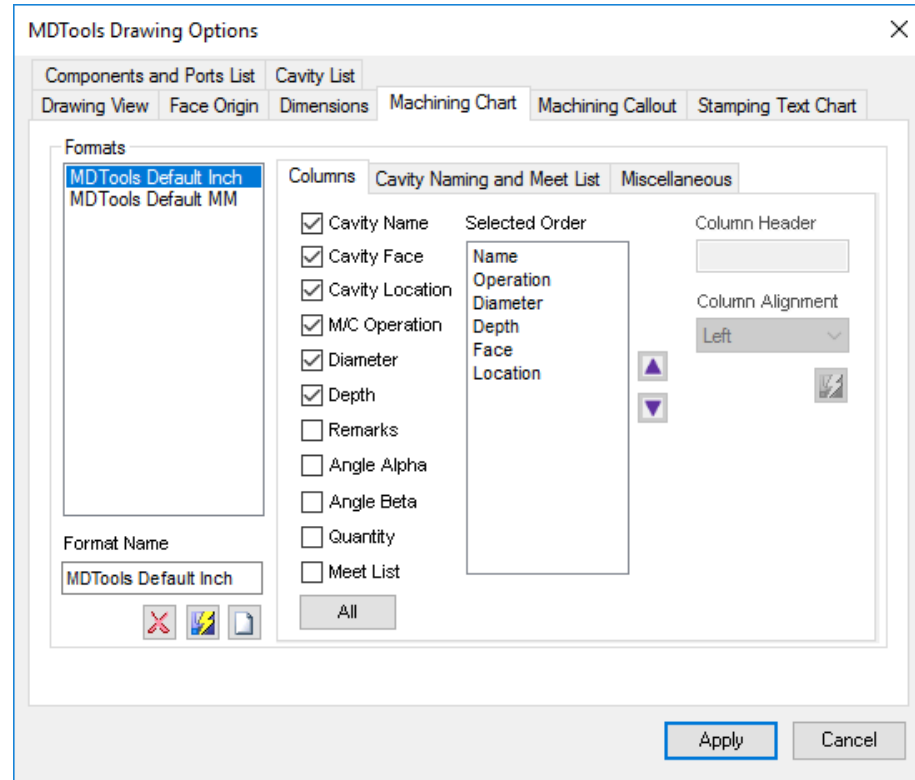 MDTools Drawing Options
Components and Ports List Cavity List
Drawing View Face Origin Dimensions Machining Chart Machining Callout Stamping Text Chart
Formats
MDTools Default Inch
MDTools Default MM
Format Name
MDTools Default Inch
Columns Cavity Naming and Meet List Miscellaneous
Cavity Name
Cavity Face
Cavity Location
M/C Operation
Diameter
Depth
Remarks
Angle Alpha
Angle Beta
Quantity
Meet List
All
Selected Order
Name
Operation
Diameter
Depth
Face
Location
Column Header
Column Alignment
Left
Apply Cancel